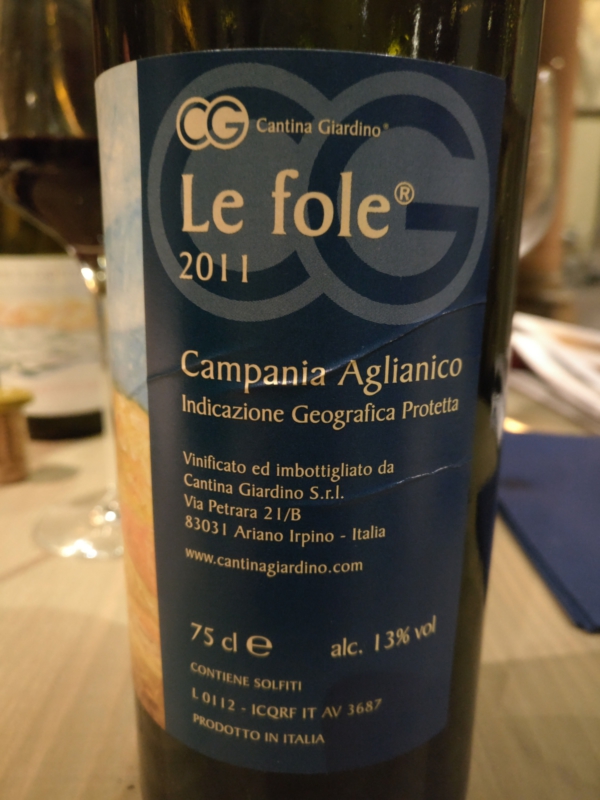 CG Cantina Giardino®
Le fole®
2011
Campania Aglianico
Indicazione Geografica Protetta
Vinificato ed imbottigliato da
Cantina Giardino S.r.l.
Via Petrara 21/B
83031 Ariano Irpino - Italia
www.cantinagiardino.com
75 cl e alc. 13% vol
CONTIENE SOLFITI
L 0112 - ICQRF IT AV 3687
PRODOTTO IN ITALIA